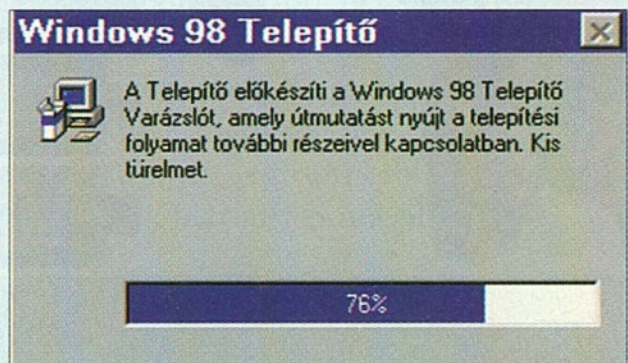 Windows 98 Telepítő
A Telepítő előkészíti a Windows 98 Telepítő
Varázslót, amely útmutatást nyújt a telepítési
folyamat további részeivel kapcsolatban. Kis
türelmet.
76%